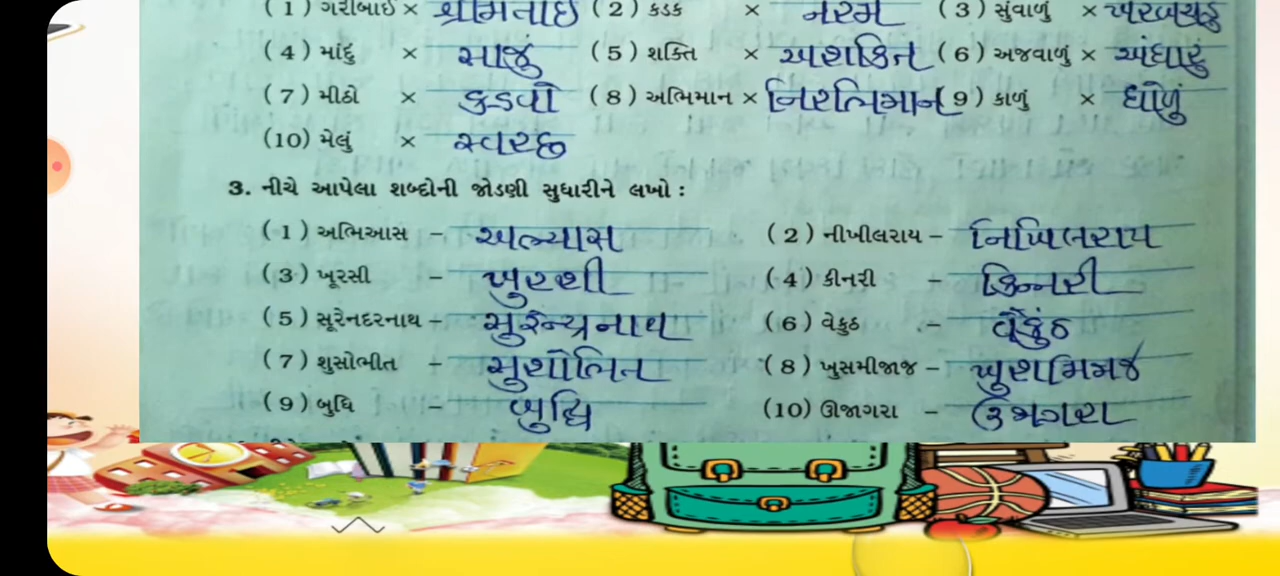 (1) ગરીબાઈ × શ્રીમંતાઈ (2) કડક × નરમ (3) સુંવાળું × ખરબચડું
(4) માંદુ × સાજુ (5) શક્તિ × અશકિત (6) અજવાળું × અંધારું
(7) મીઠો × કડવો (8) અભિમાન × નિરભિમાન (9) કાળું × ધોળું
(10) મેલું × સ્વચ્છ
3. નીચે આપેલા શબ્દોની જોડણી સુધારીને લખો :
(1) અભિઆસ – અભ્યાસ (2) નીખીલરાય – નિખિલરાય
(3) ખૂરસી – ખુરશી (4) કીનરી – કિન્નરી
(5) સૂરેનદરનાથ – સુરેન્દ્રનાથ (6) વેકુઠ – વૈકુંઠ
(7) શુસોભીત – સુશોભિત (8) ખુસમીજાજ – ખુશમિજાજ
(9) બુધિ – બુદ્ધિ (10) ઊજાગરા – ઉજાગરા